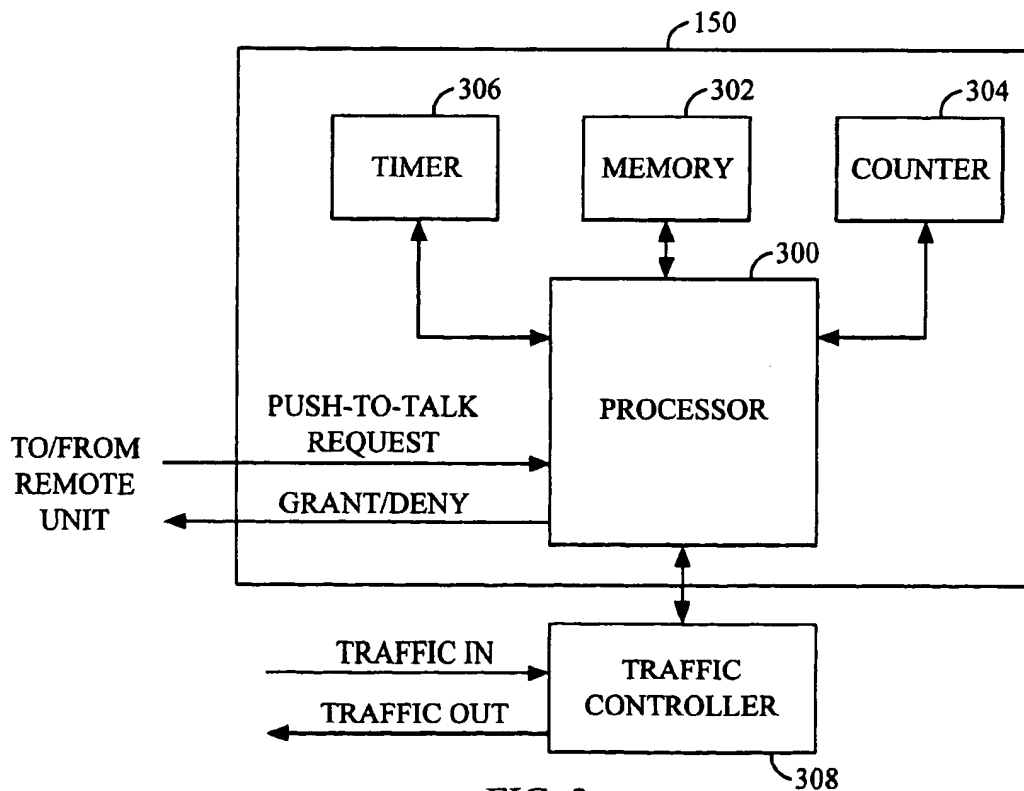 150
306
302
304
TIMER
MEMORY
COUNTER
300
PROCESSOR
PUSH-TO-TALK
REQUEST
TO/FROM
REMOTE
UNIT
GRANT/DENY
TRAFFIC IN
TRAFFIC OUT
TRAFFIC
CONTROLLER
308